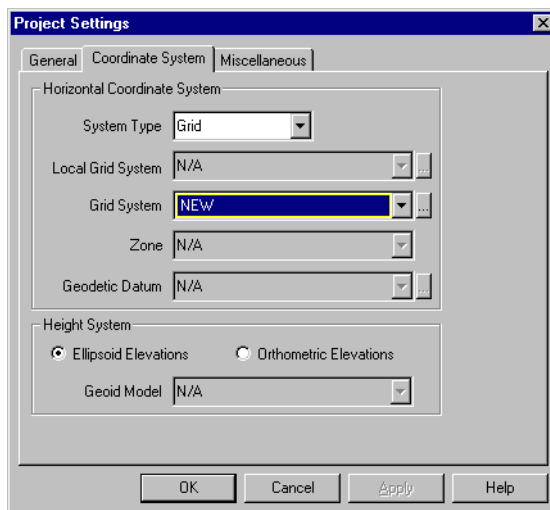 Project Settings
General Coordinate System Miscellaneous
Horizontal Coordinate System
System Type Grid
Local Grid System N/A ...
Grid System NEW ...
Zone N/A
Geodetic Datum N/A ...
Height System
Ellipsoid Elevations Orthometric Elevations
Geoid Model N/A
OK Cancel Apply Help